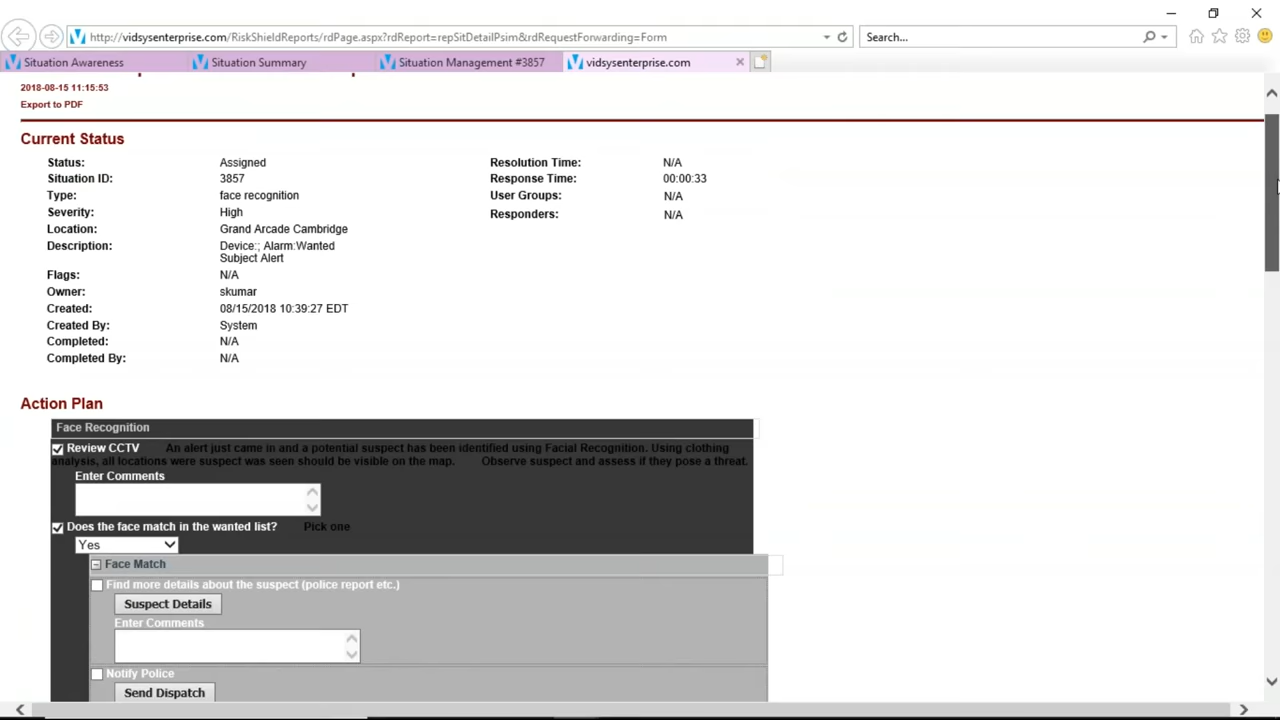 http://vidsysenterprise.com/RiskShieldReports/rdPage.aspx?rdReport=repSitDetailPsim&rdRequestForwarding=Form
Search...
Situation Awareness
Situation Summary
Situation Management #3857
vidsysenterprise.com
2018-08-15 11:15:53
Export to PDF
Current Status
Status: Assigned Resolution Time: N/A
Situation ID: 3857 Response Time: 00:00:33
Type: face recognition User Groups: N/A
Severity: High Responders: N/A
Location: Grand Arcade Cambridge
Description: Device:; Alarm:Wanted
Subject Alert
Flags: N/A
Owner: skumar
Created: 08/15/2018 10:39:27 EDT
Created By: System
Completed: N/A
Completed By: N/A
Action Plan
Face Recognition
Review CCTV An alert just came in and a potential suspect has been identified using Facial Recognition. Using clothing
analysis, all locations were suspect was seen should be visible on the map. Observe suspect and assess if they pose a threat.
Enter Comments
Does the face match in the wanted list? Pick one
Yes
Face Match
Find more details about the suspect (police report etc.)
Suspect Details
Enter Comments
Notify Police
Send Dispatch